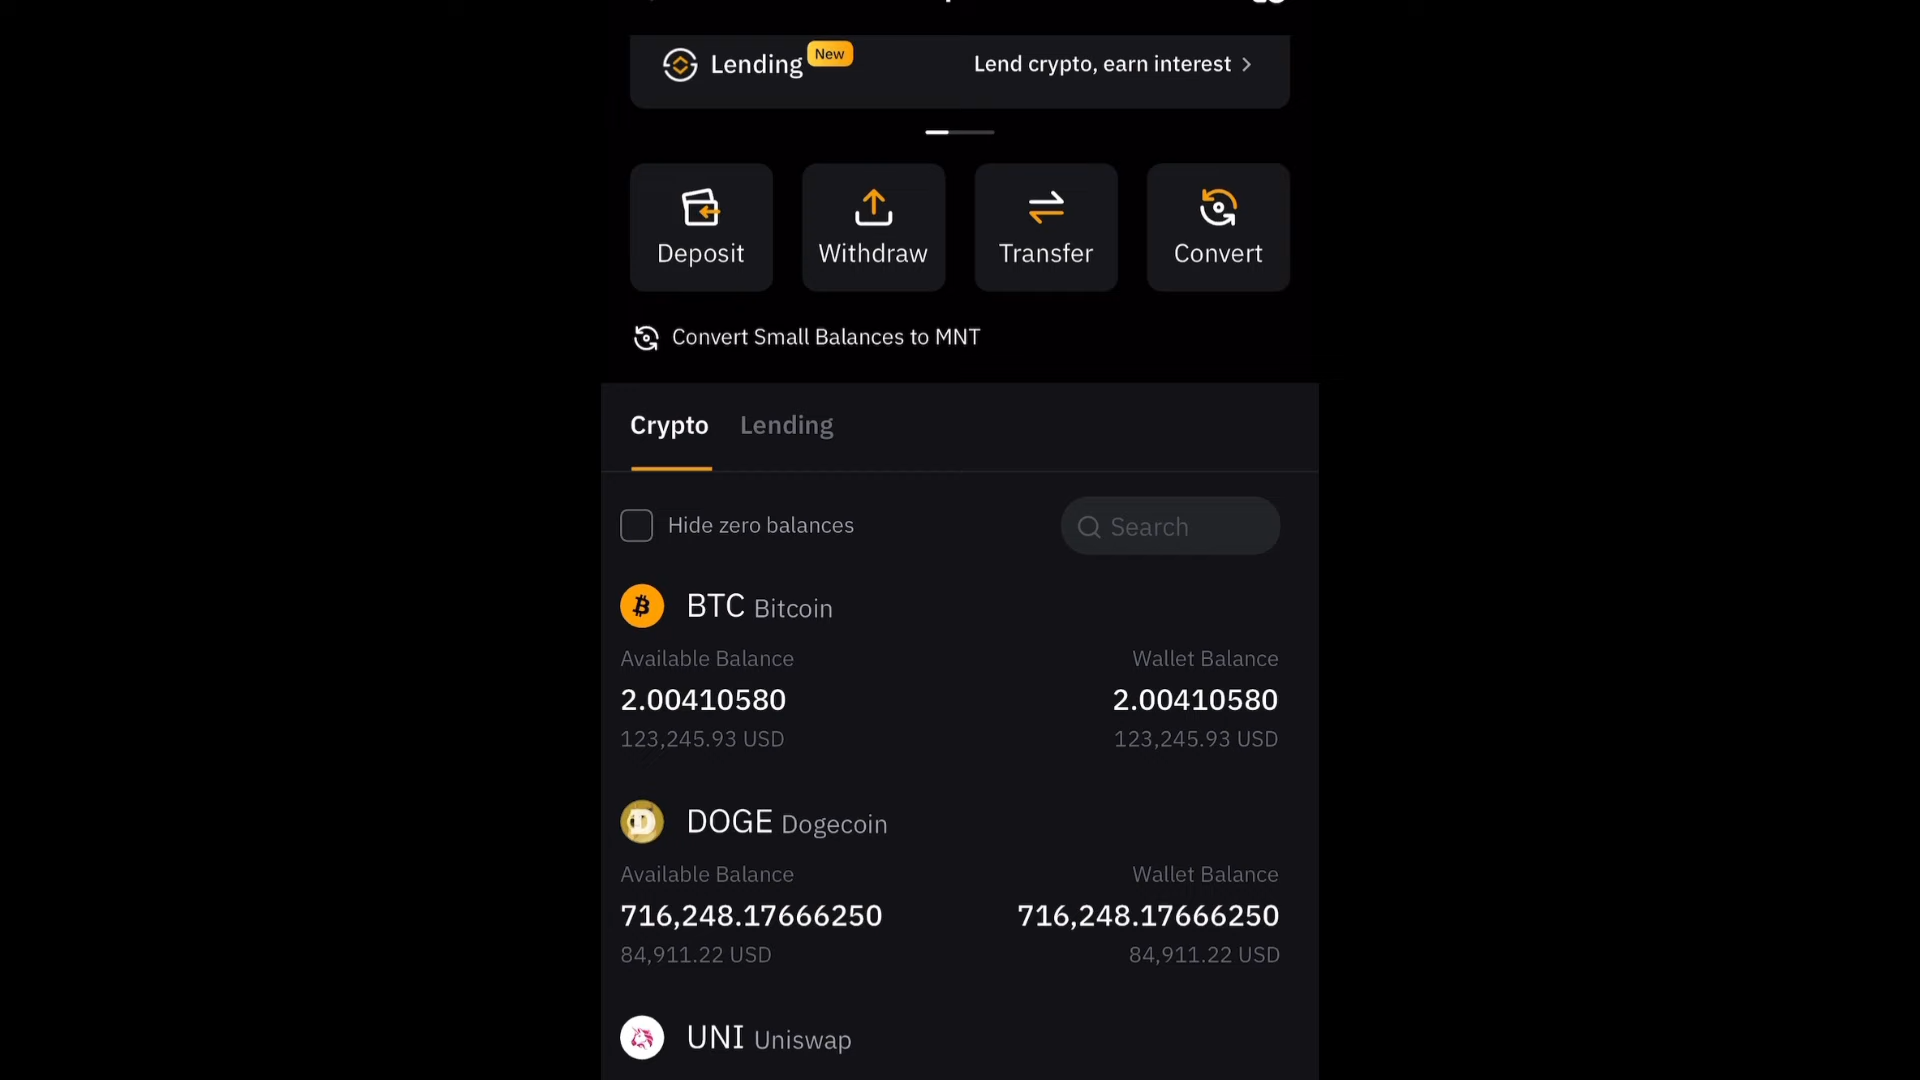 Lending New Lend crypto, earn interest >
Deposit Withdraw Transfer Convert
Convert Small Balances to MNT
Crypto Lending
Hide zero balances Search
BTC Bitcoin
Available Balance Wallet Balance
2.00410580 2.00410580
123,245.93 USD 123,245.93 USD
DOGE Dogecoin
Available Balance Wallet Balance
716,248.17666250 716,248.17666250
84,911.22 USD 84,911.22 USD
UNI Uniswap